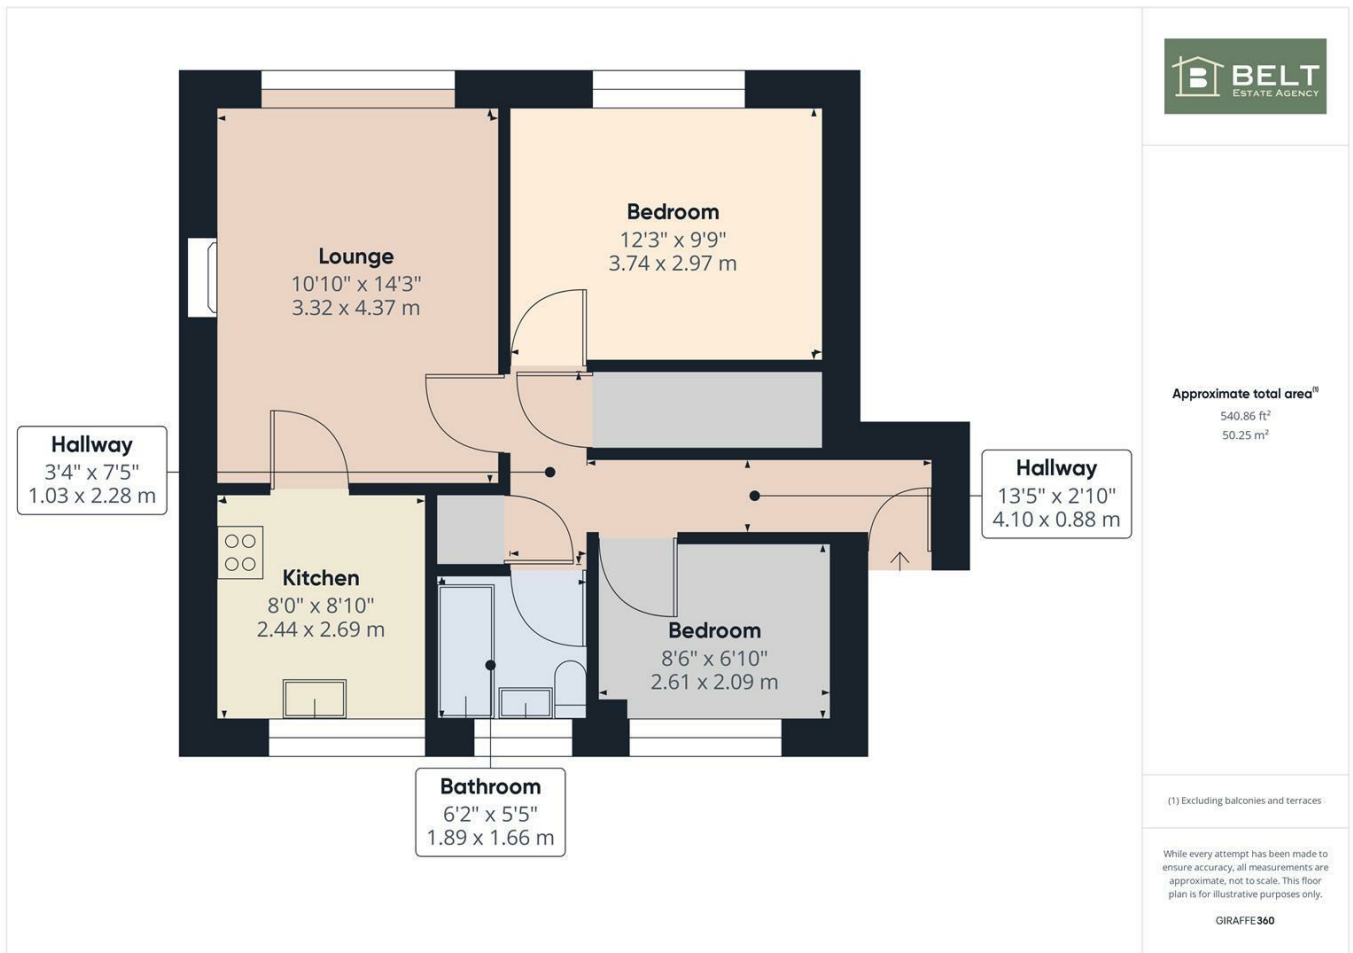 BELT
ESTATE AGENCY
Lounge
10'10" x 14'3"
3.32 x 4.37 m
Bedroom
12'3" x 9'9"
3.74 x 2.97 m
Hallway
3'4" x 7'5"
1.03 x 2.28 m
Hallway
13'5" x 2'10"
4.10 x 0.88 m
Kitchen
8'0" x 8'10"
2.44 x 2.69 m
Bedroom
8'6" x 6'10"
2.61 x 2.09 m
Bathroom
6'2" x 5'5"
1.89 x 1.66 m
Approximate total area⁽¹⁾
540.86 ft²
50.25 m²
(1) Excluding balconies and terraces
While every attempt has been made to
ensure accuracy, all measurements are
approximate, not to scale. This floor
plan is for illustrative purposes only.
GIRAFFE360